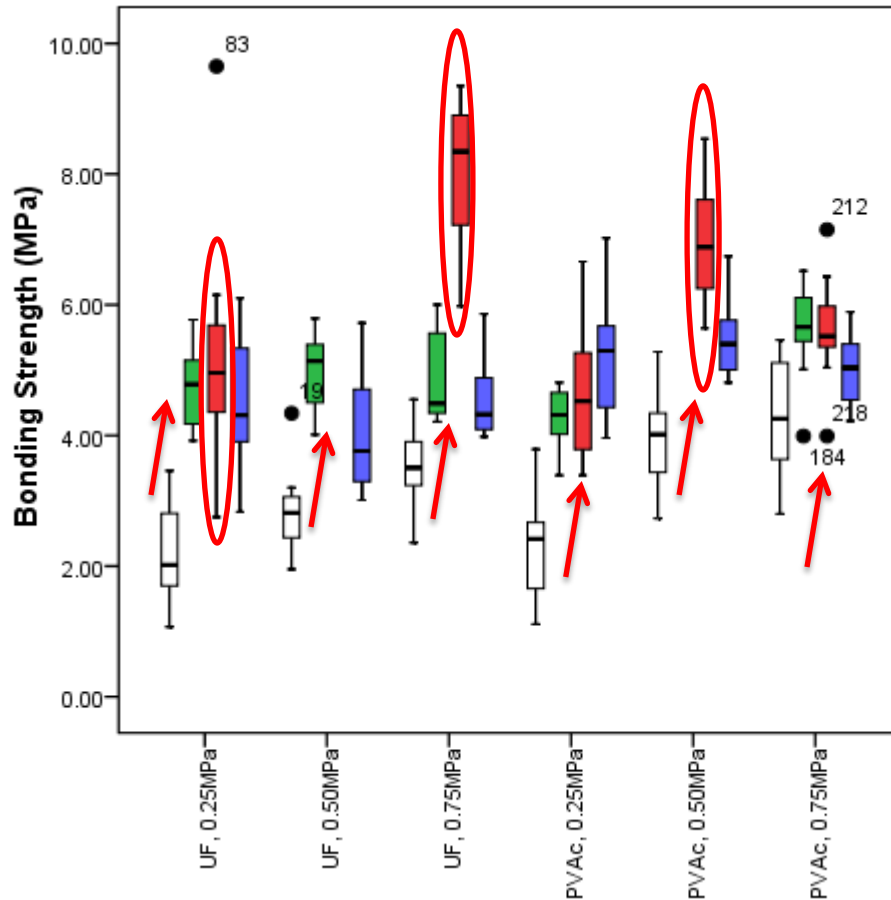 Bonding Strength (MPa)
10.00
8.00
6.00
4.00
2.00
0.00
83
19
212
218
184
UF, 0.25MPa
UF, 0.50MPa
UF, 0.75MPa
PVAc, 0.25MPa
PVAc, 0.50MPa
PVAc, 0.75MPa